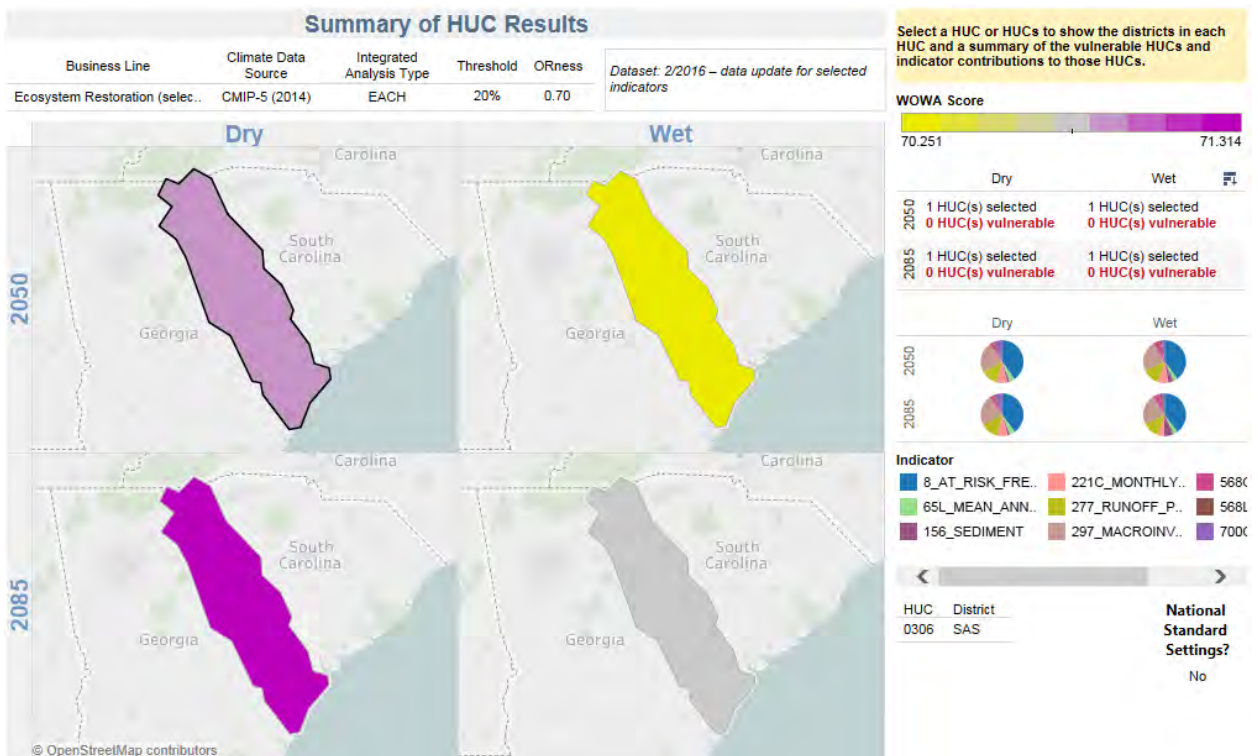 Summary of HUC Results
Business Line
Climate Data
Source
Integrated
Analysis Type
Threshold
ORness
Ecosystem Restoration (selec..
CMIP-5 (2014)
EACH
20%
0.70
Dataset: 2/2016 – data update for selected
indicators
Select a HUC or HUCs to show the districts in each
HUC and a summary of the vulnerable HUCs and
indicator contributions to those HUCs.
WOWA Score
70.251
71.314
Dry
Wet
2050
Carolina
South
Carolina
Georgia
Carolina
South
Carolina
Georgia
2085
Carolina
South
Carolina
Georgia
Carolina
South
Carolina
Georgia
© OpenStreetMap contributors
Dry
Wet
2050
1 HUC(s) selected
0 HUC(s) vulnerable
1 HUC(s) selected
0 HUC(s) vulnerable
2085
1 HUC(s) selected
0 HUC(s) vulnerable
1 HUC(s) selected
0 HUC(s) vulnerable
Dry
Wet
2050
2085
Indicator
8_AT_RISK_FRE..
221C_MONTHLY..
568C
65L_MEAN_ANN..
277_RUNOFF_P..
568L
156_SEDIMENT
297_MACROINV..
700C
HUC District
0306 SAS
National
Standard
Settings?
No